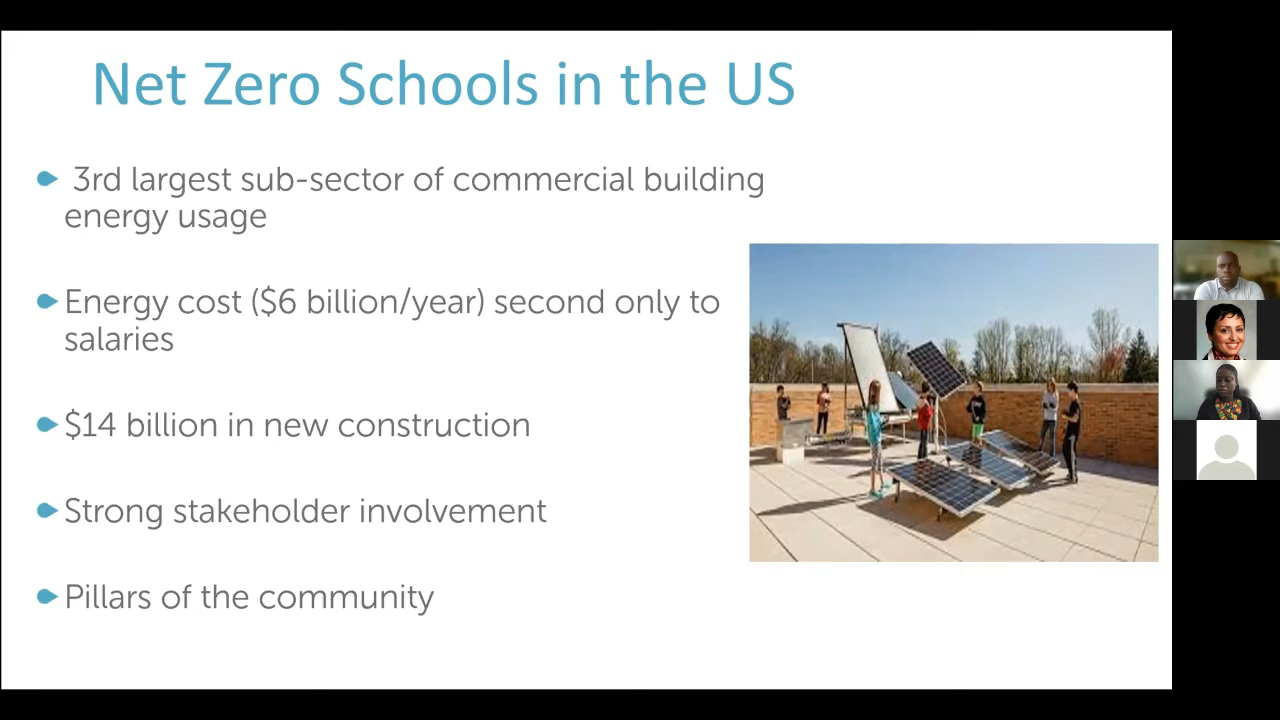 Net Zero Schools in the US
3rd largest sub-sector of commercial building
energy usage
Energy cost ($6 billion/year) second only to
salaries
$14 billion in new construction
Strong stakeholder involvement
Pillars of the community